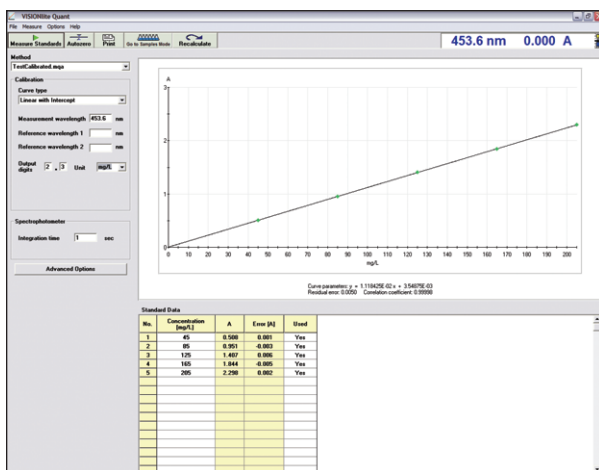 VISIONlite Quant
File Measure Options Help
Measure Standards Autozero Print Go to Samples Mode Recalculate
453.6 nm 0.000 A
Method
TestCalibrated.mqa
Calibration
Curve type
Linear with Intercept
Measurement wavelength 453.6 nm
Reference wavelength 1 nm
Reference wavelength 2 nm
Output digits 2 . 3 Unit mg/L
Spectrophotometer
Integration time 1 sec
Advanced Options
A
3
2
1
0
0 10 20 30 40 50 60 70 80 90 100 110 120 130 140 150 160 170 180 190 200
mg/L
Curve parameters: y = 1.118425E-02 x + 3.54875E-03
Residual error: 0.0050 Correlation coefficient: 0.99998
Standard Data
No. Concentration [mg/L] A Error [A] Used
1 45 0.508 0.001 Yes
2 85 0.951 -0.003 Yes
3 125 1.407 0.006 Yes
4 165 1.844 -0.005 Yes
5 205 2.298 0.002 Yes